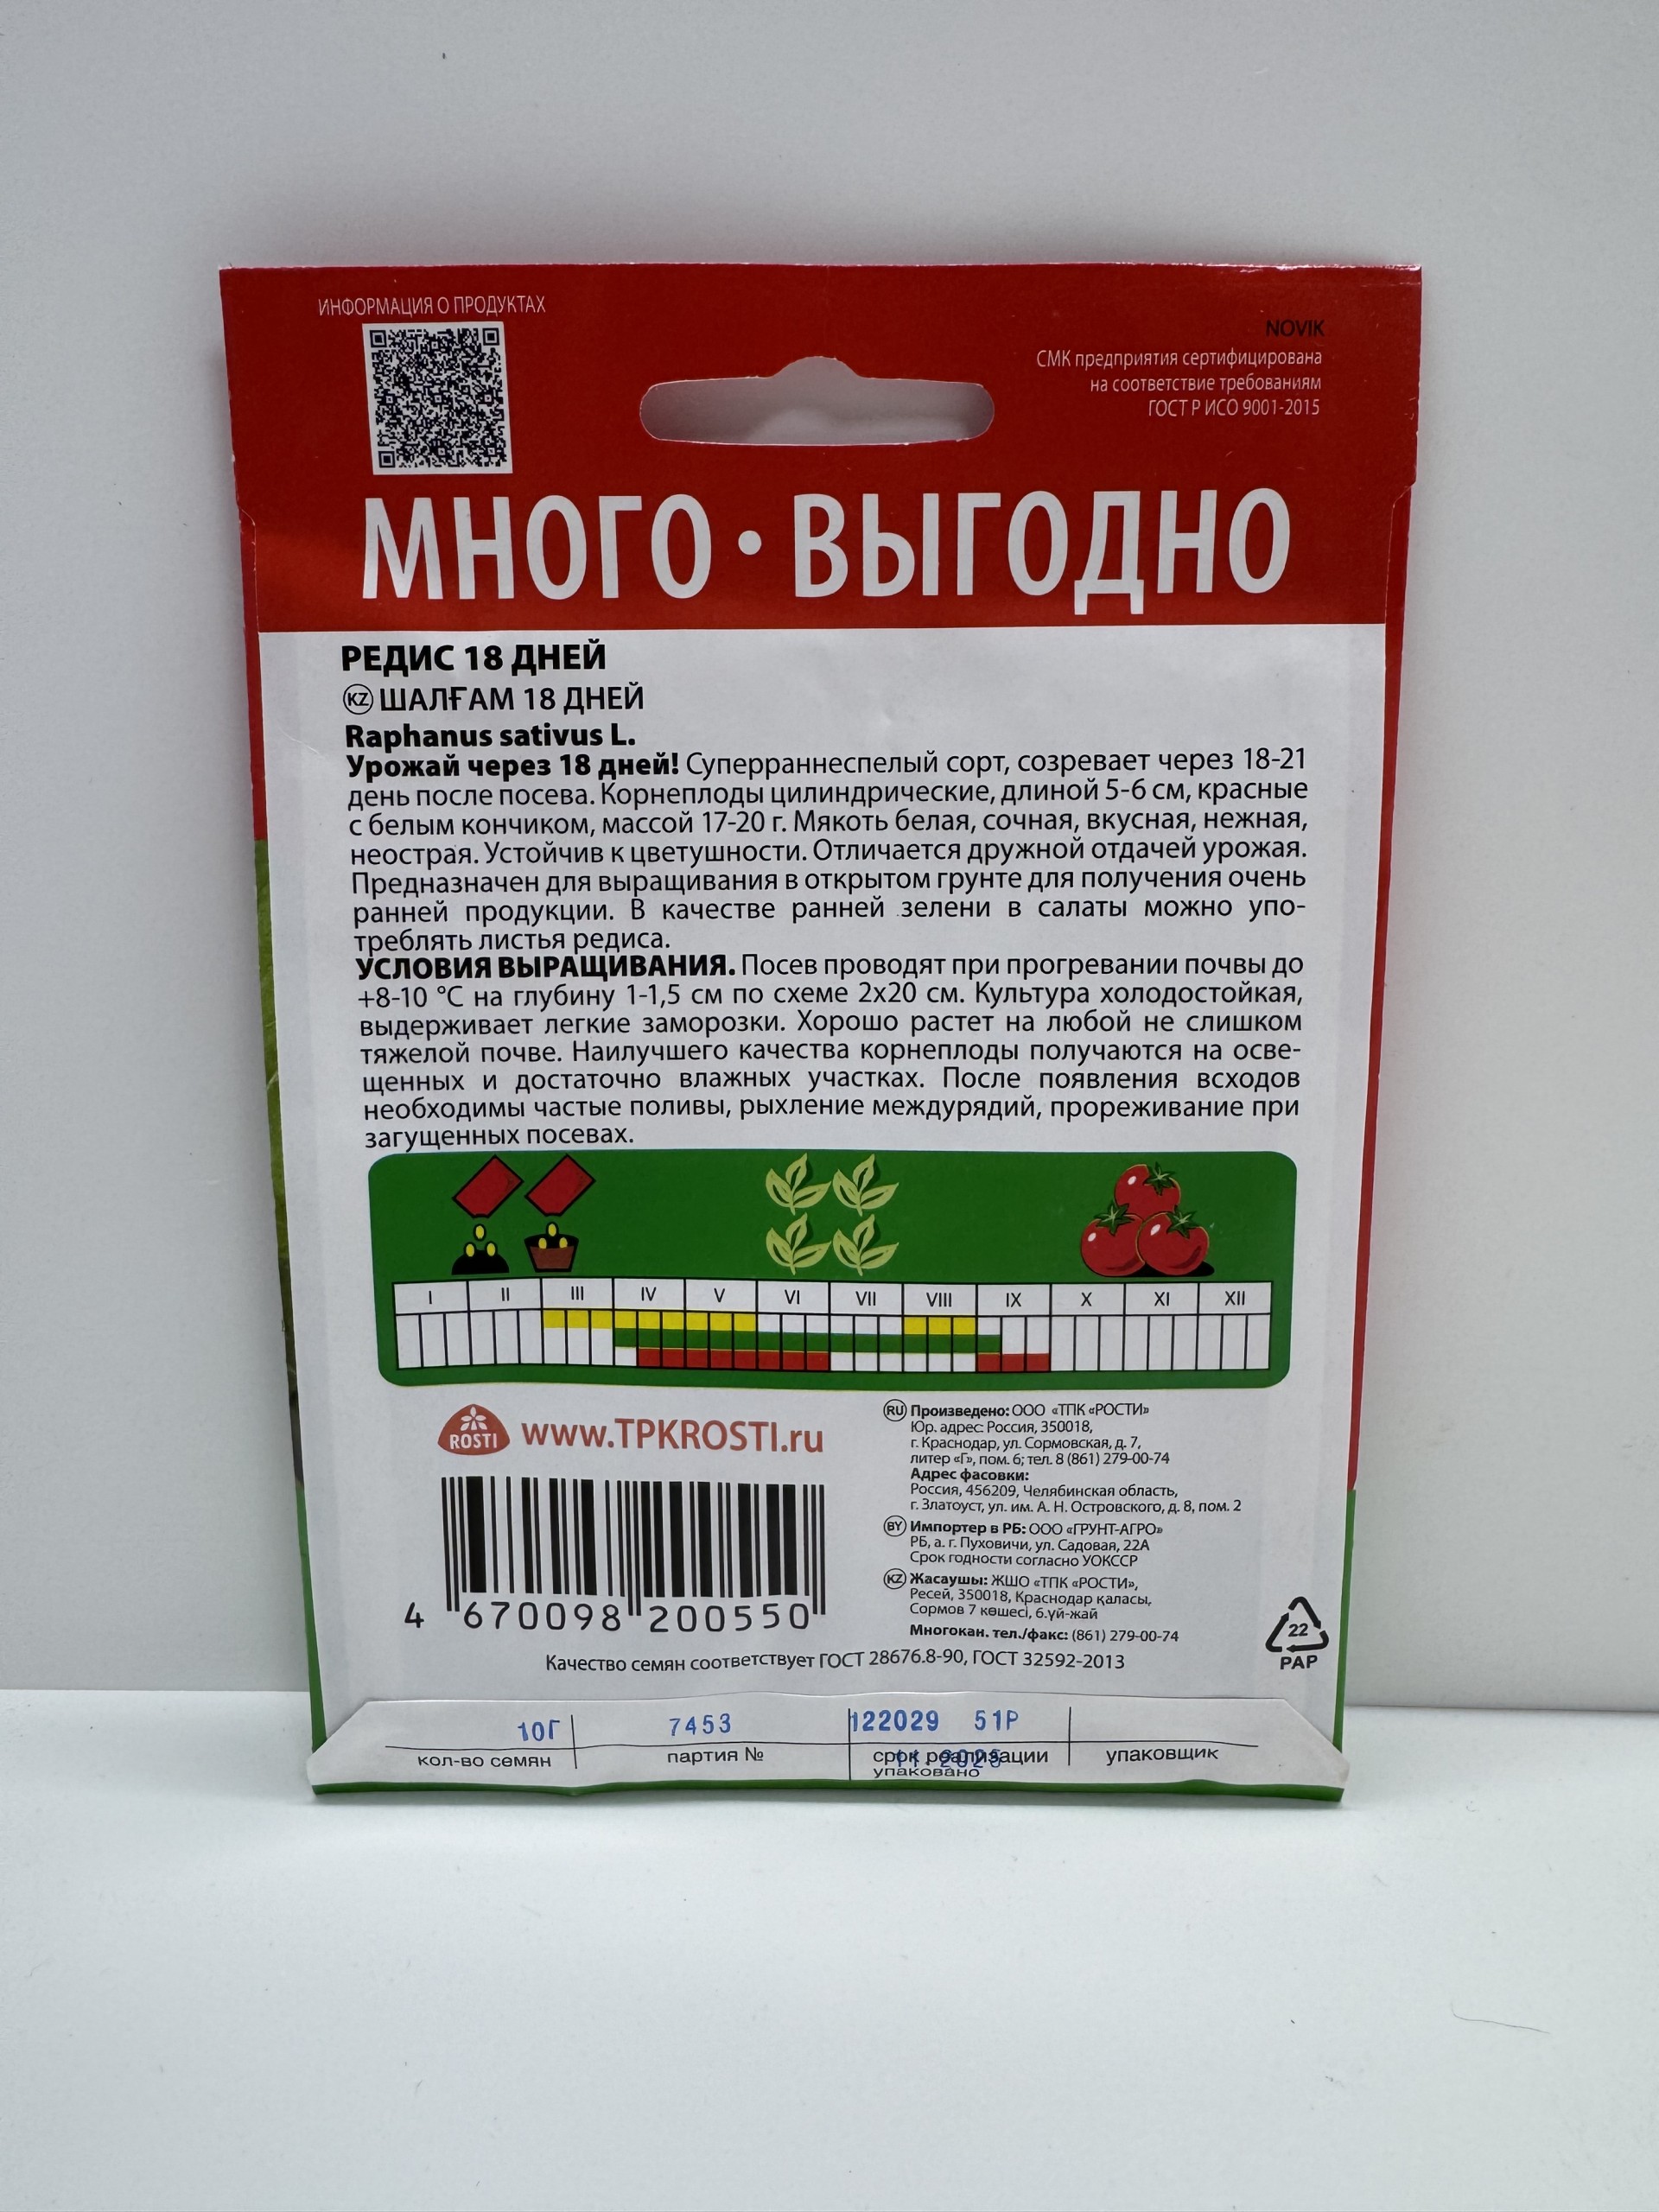 ИНФОРМАЦИЯ О ПРОДУКТАХ
NOVIK
СМК предприятия сертифицирована
на соответствие требованиям
ГОСТ Р ИСО 9001-2015
МНОГО • ВЫГОДНО
РЕДИС 18 ДНЕЙ
KZ ШАЛҒАМ 18 ДНЕЙ
Raphanus sativus L.
Урожай через 18 дней! Суперраннеспелый сорт, созревает через 18-21
день после посева. Корнеплоды цилиндрические, длиной 5-6 см, красные
с белым кончиком, массой 17-20 г. Мякоть белая, сочная, вкусная, нежная,
неострая. Устойчив к цветушности. Отличается дружной отдачей урожая.
Предназначен для выращивания в открытом грунте для получения очень
ранней продукции. В качестве ранней зелени в салаты можно упо-
треблять листья редиса.
УСЛОВИЯ ВЫРАЩИВАНИЯ. Посев проводят при прогревании почвы до
+8-10 °С на глубину 1-1,5 см по схеме 2х20 см. Культура холодостойкая,
выдерживает легкие заморозки. Хорошо растет на любой не слишком
тяжелой почве. Наилучшего качества корнеплоды получаются на осве-
щенных и достаточно влажных участках. После появления всходов
необходимы частые поливы, рыхление междурядий, прореживание при
загущенных посевах.
I II III IV V VI VII VIII IX X XI XII
ROSTI www.TPKROSTI.ru
RU Произведено: ООО «ТПК «РОСТИ»
Юр. адрес: Россия, 350018,
г. Краснодар, ул. Сормовская, д. 7,
литер «Г», пом. 6; тел. 8 (861) 279-00-74
Адрес фасовки:
Россия, 456209, Челябинская область,
г. Златоуст, ул. им. А. Н. Островского, д. 8, пом. 2
BY Импортер в РБ: ООО «ГРУНТ-АГРО»
РБ, а. г. Пуховичи, ул. Садовая, 22А
Срок годности согласно УОКССР
KZ Жасаушы: ЖШО «ТПК «РОСТИ»,
Ресей, 350018, Краснодар қаласы,
Сормов 7 көшесі, 6.үй-жай
Многокан. тел./факс: (861) 279-00-74
4 670098 200550
22
PAP
Качество семян соответствует ГОСТ 28676.8-90, ГОСТ 32592-2013
10Г 7453 122029 51Р
кол-во семян партия № срок реализации упаковщик
упаковано